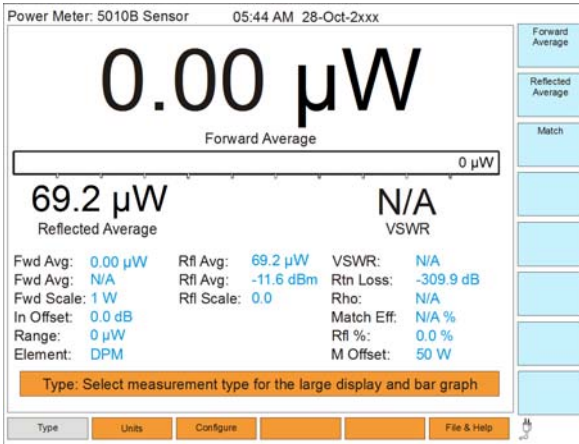 Power Meter: 5010B Sensor 05:44 AM 28-Oct-2xxx
Forward Average
Reflected Average
Match
0.00 µW
Forward Average
0 µW
69.2 µW N/A
Reflected Average VSWR
Fwd Avg: 0.00 µW Rfl Avg: 69.2 µW VSWR: N/A
Fwd Avg: N/A Rfl Avg: -11.6 dBm Rtn Loss: -309.9 dB
Fwd Scale: 1 W Rfl Scale: 0.0 Rho: N/A
In Offset: 0.0 dB Match Eff: N/A %
Range: 0 µW Rfl %: 0.0 %
Element: DPM M Offset: 50 W
Type: Select measurement type for the large display and bar graph
Type Units Configure File & Help